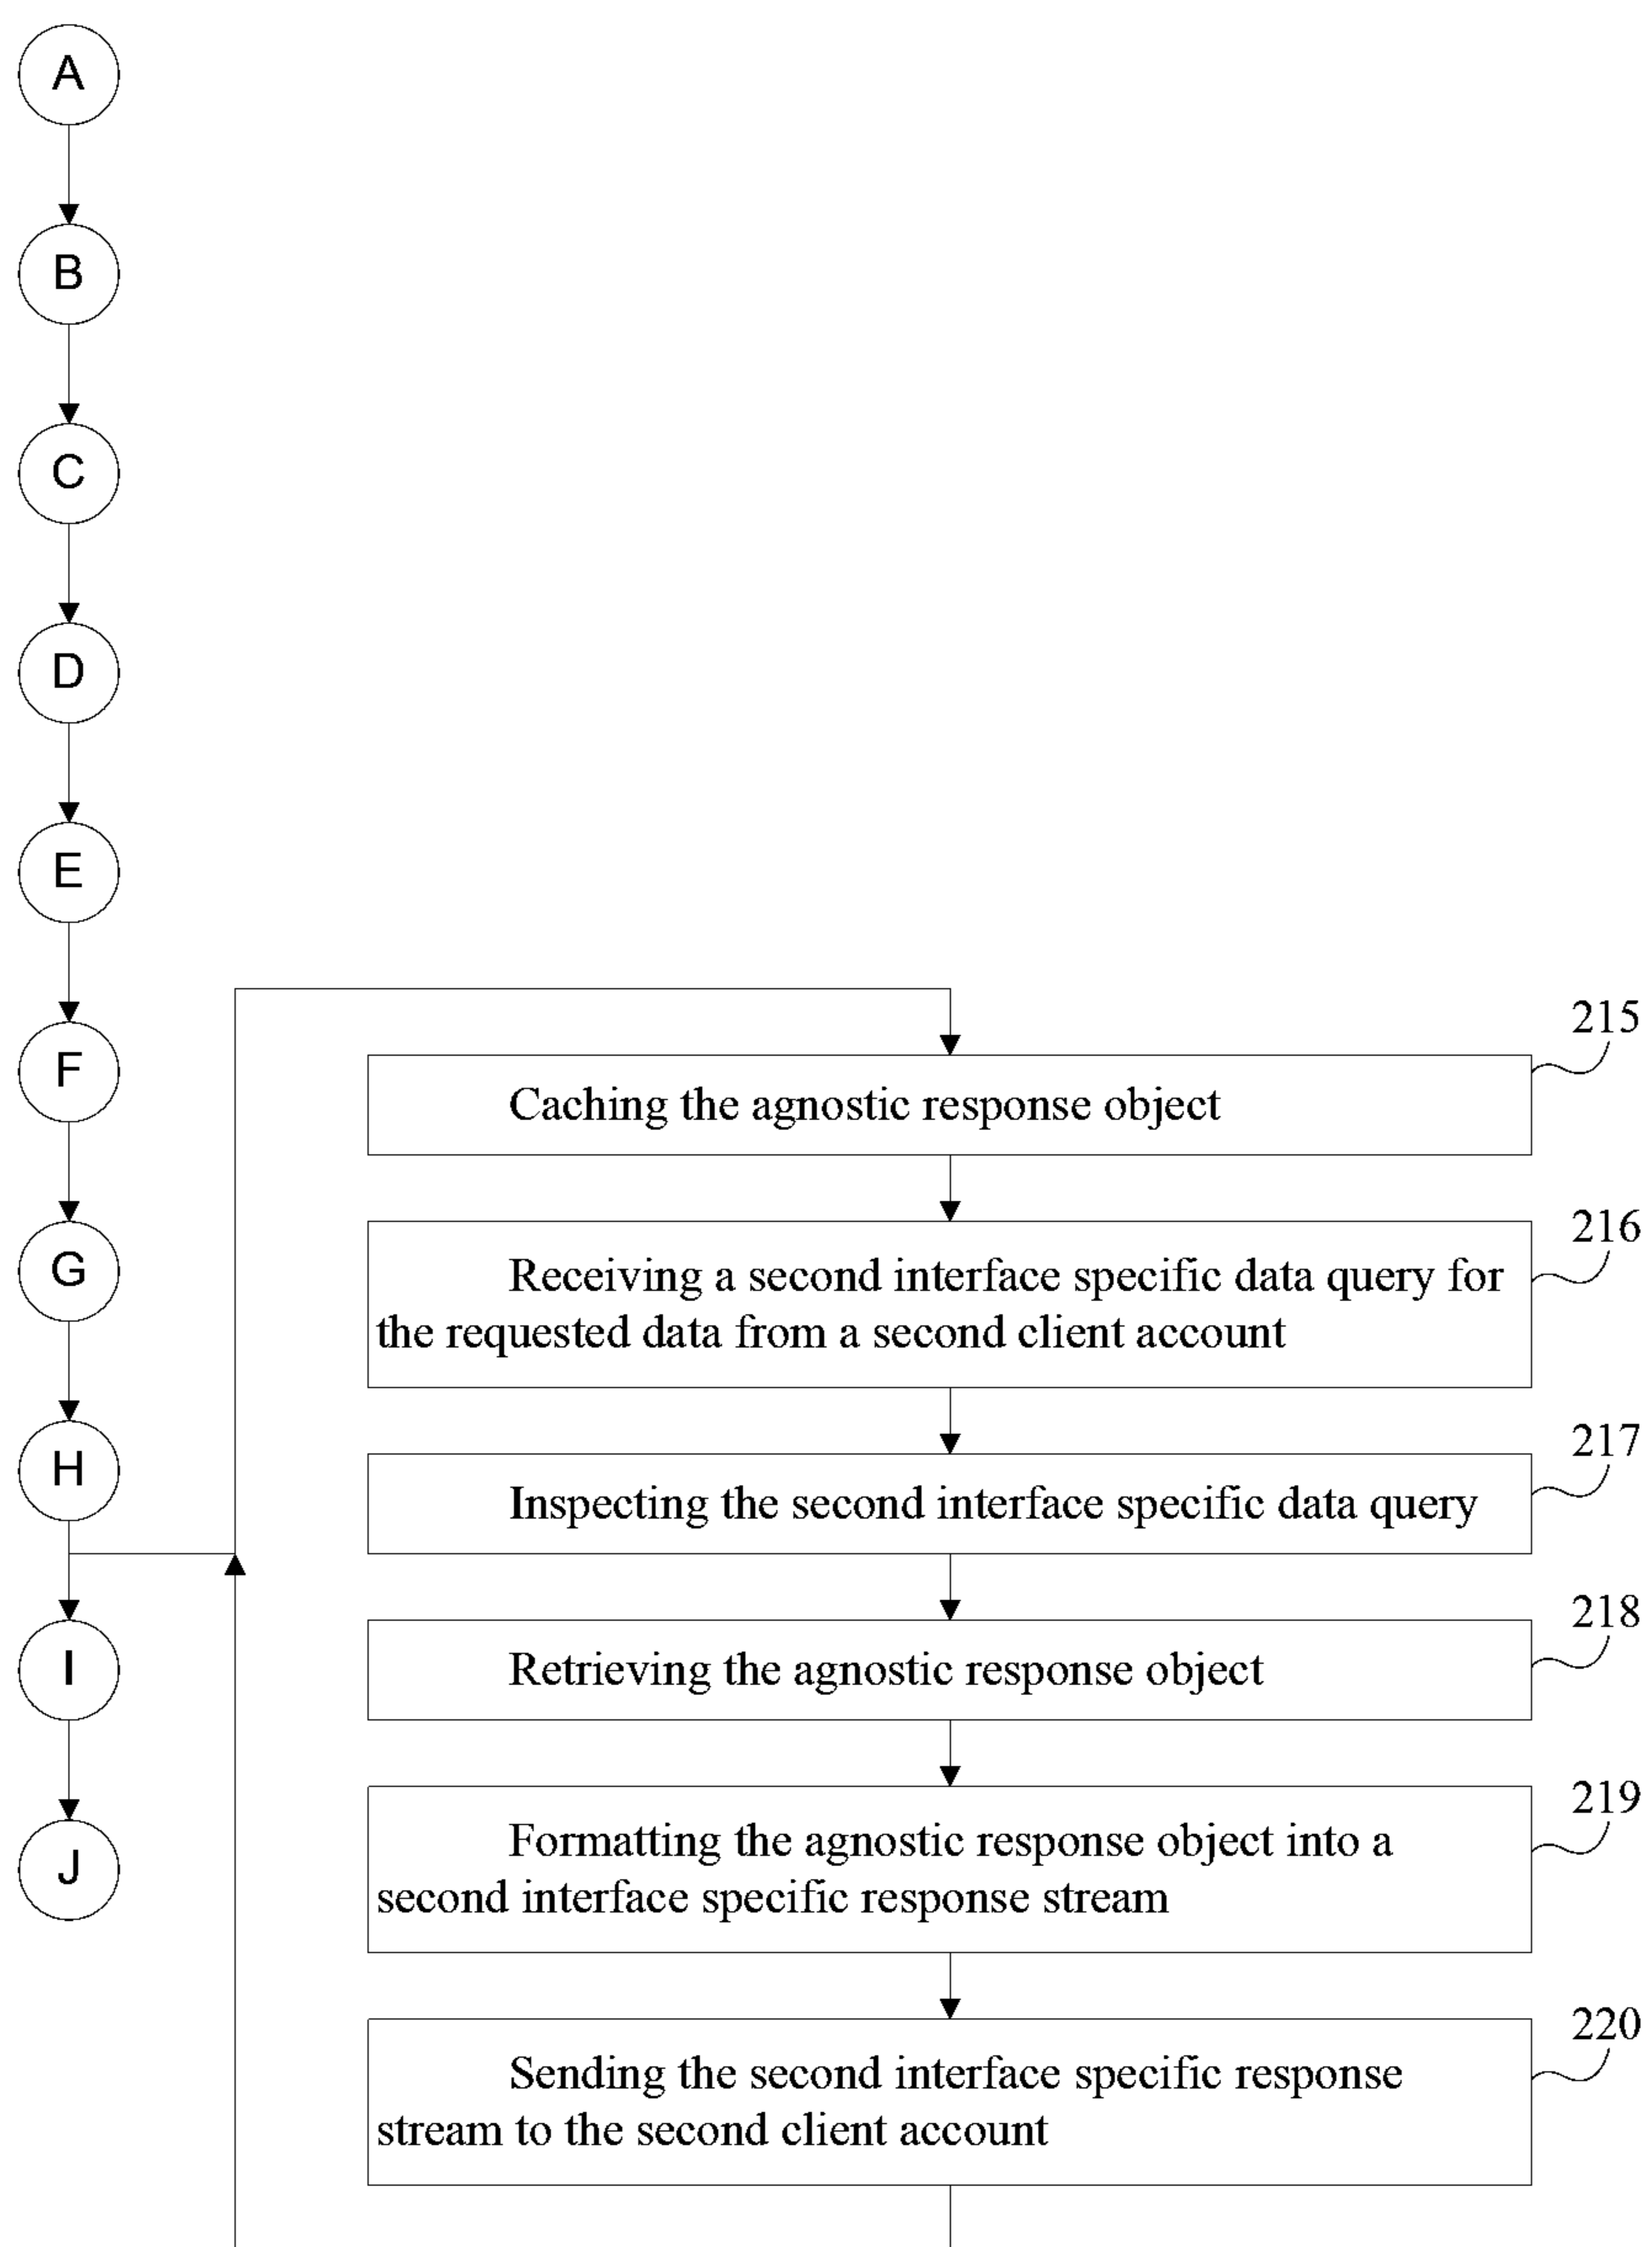 A
B
C
D
E
F
G
H
I
J
215
Caching the agnostic response object
216
Receiving a second interface specific data query for
the requested data from a second client account
217
Inspecting the second interface specific data query
218
Retrieving the agnostic response object
219
Formatting the agnostic response object into a
second interface specific response stream
220
Sending the second interface specific response
stream to the second client account